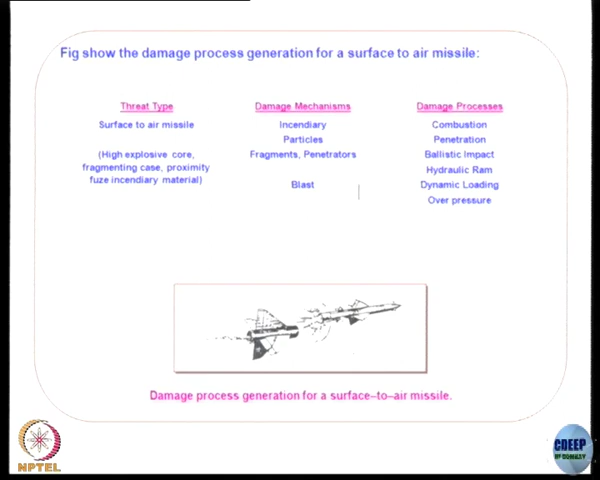 Fig show the damage process generation for a surface to air missile:
Threat Type
Surface to air missile
(High explosive core,
fragmenting case, proximity
fuze incendiary material)
Damage Mechanisms
Incendiary
Particles
Fragments, Penetrators
Blast
Damage Processes
Combustion
Penetration
Ballistic Impact
Hydraulic Ram
Dynamic Loading
Over pressure
Damage process generation for a surface–to–air missile.
NPTEL
CDEEP
IIT BOMBAY